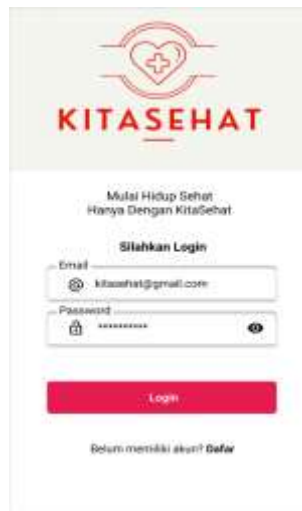 KITASEHAT
Mulai Hidup Sehat
Hanya Dengan KitaSehat
Silahkan Login
Email
@ kitasehat@gmail.com
Password
**********
Login
Belum memiliki akun? Daftar